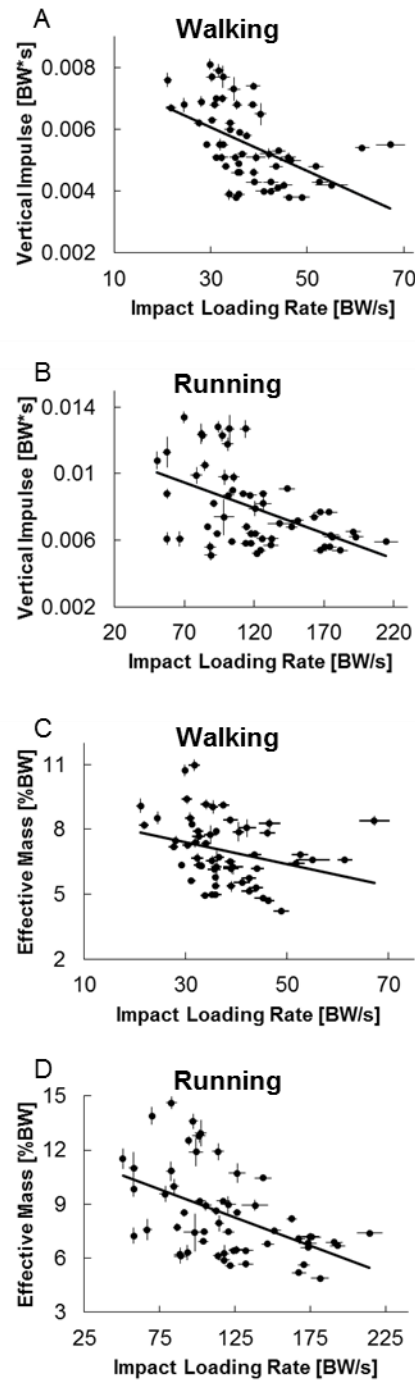 A
Walking
Vertical Impulse [BW*s]
0.008
0.006
0.004
0.002
10
30
50
70
Impact Loading Rate [BW/s]
B
Running
Vertical Impulse [BW*s]
0.014
0.01
0.006
0.002
20
70
120
170
220
Impact Loading Rate [BW/s]
C
Walking
Effective Mass [%BW]
11
8
5
2
10
30
50
70
Impact Loading Rate [BW/s]
D
Running
Effective Mass [%BW]
15
12
9
6
3
25
75
125
175
225
Impact Loading Rate [BW/s]